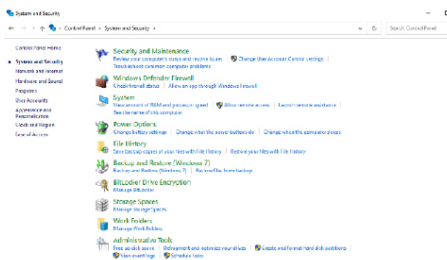 System and Security
Control Panel > System and Security >
Search Control Panel
Control Panel Home
System and Security
Network and Internet
Hardware and Sound
Programs
User Accounts
Appearance and
Personalization
Clock and Region
Ease of Access
Security and Maintenance
Review your computer's status and resolve issues | Change User Account Control settings |
Troubleshoot common computer problems
Windows Defender Firewall
Check firewall status | Allow an app through Windows Firewall
System
View amount of RAM and processor speed | Allow remote access | Launch remote assistance |
See the name of this computer
Power Options
Change battery settings | Change what the power buttons do | Change when the computer sleeps
File History
Save backup copies of your files with File History | Restore your files with File History
Backup and Restore (Windows 7)
Backup and Restore (Windows 7) | Restore files from backup
BitLocker Drive Encryption
Manage BitLocker
Storage Spaces
Manage Storage Spaces
Work Folders
Manage Work Folders
Administrative Tools
Free up disk space | Defragment and optimize your drives | Create and format hard disk partitions |
View event logs | Schedule tasks